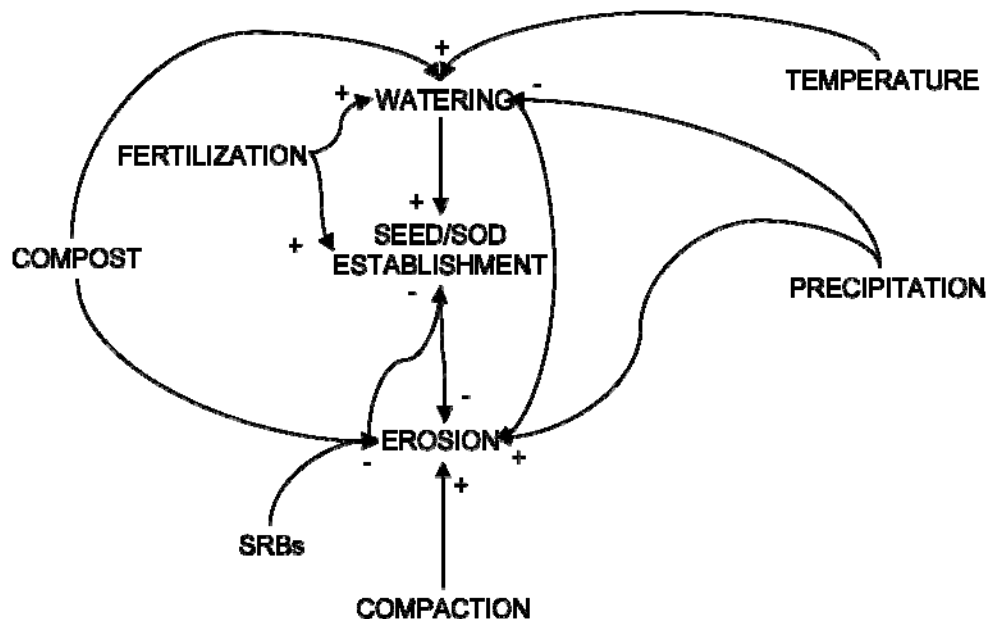 +
TEMPERATURE
+ WATERING -
FERTILIZATION
+
SEED/SOD
+
COMPOST
ESTABLISHMENT
-
PRECIPITATION
-
EROSION
- +
+
SRBs
COMPACTION